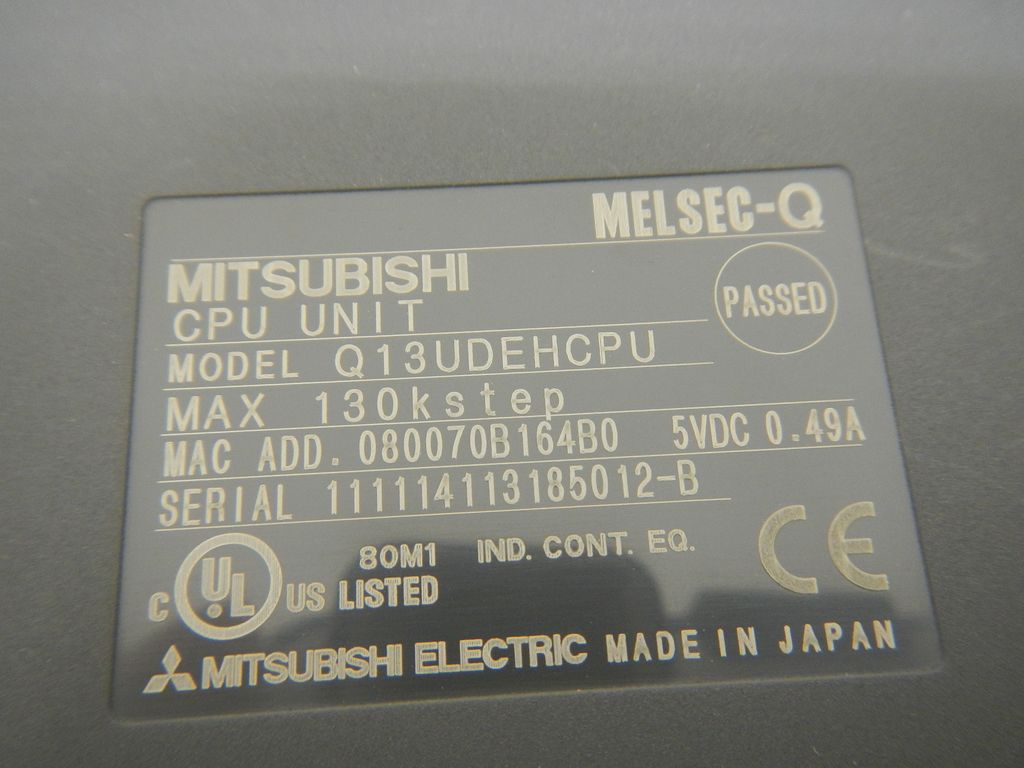 MELSEC-Q
MITSUBISHI
CPU UNIT
PASSED
MODEL Q13UDEHCPU
MAX 130kstep
MAC ADD. 080070B164B0 5VDC 0.49A
SERIAL 111114113185012-B
80M1 IND. CONT. EQ.
C UL US LISTED
CE
MITSUBISHI ELECTRIC MADE IN JAPAN